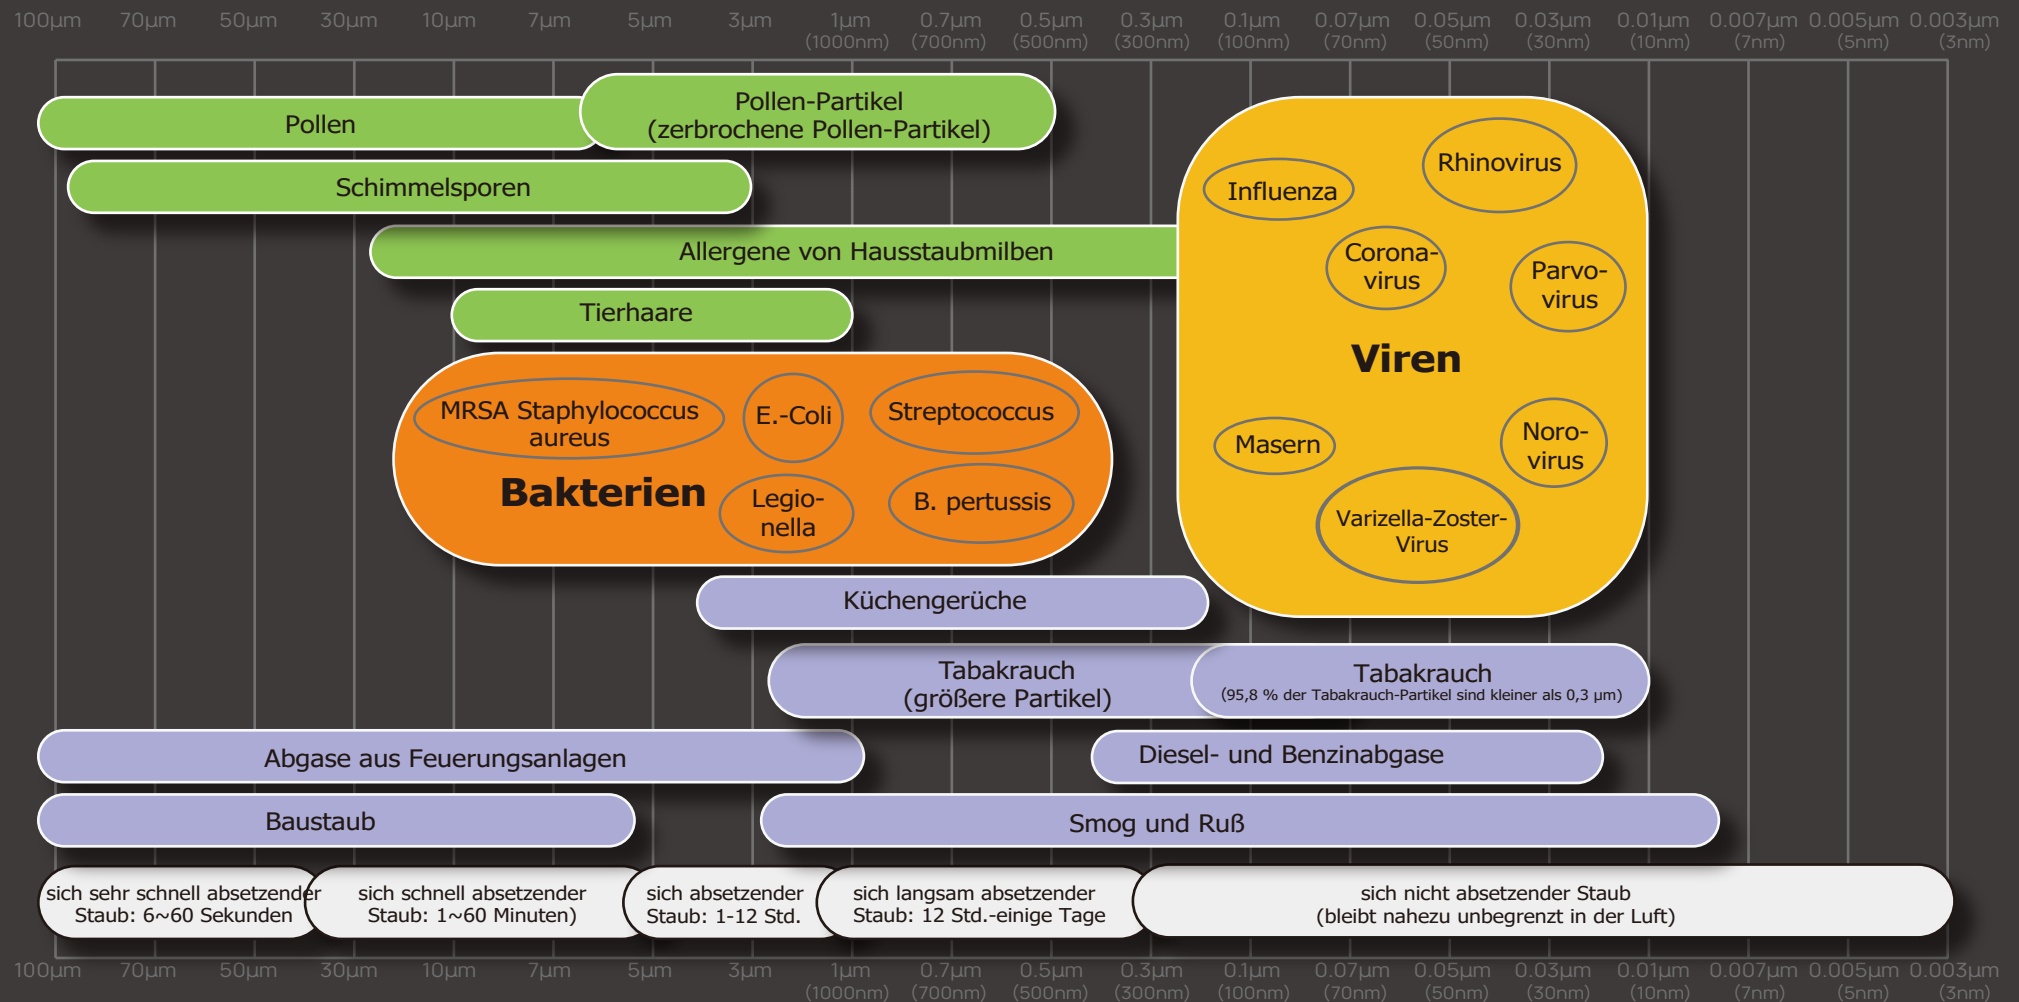 100µm 70µm 50µm 30µm 10µm 7µm 5µm 3µm 1µm 0.7µm 0.5µm 0.3µm 0.1µm 0.07µm 0.05µm 0.03µm 0.01µm 0.007µm 0.005µm 0.003µm
(1000nm) (700nm) (500nm) (300nm) (100nm) (70nm) (50nm) (30nm) (10nm) (7nm) (5nm) (3nm)
Pollen
Pollen-Partikel
(zerbrochene Pollen-Partikel)
Schimmelsporen
Allergene von Hausstaubmilben
Tierhaare
Influenza
Rhinovirus
Corona-
virus
Parvo-
virus
Viren
Masern
Noro-
virus
Varizella-Zoster-
Virus
MRSA Staphylococcus
aureus
E.-Coli
Streptococcus
Bakterien
Legio-
nella
B. pertussis
Küchengerüche
Tabakrauch
(größere Partikel)
Tabakrauch
(95,8 % der Tabakrauch-Partikel sind kleiner als 0,3 µm)
Abgase aus Feuerungsanlagen
Diesel- und Benzinabgase
Baustaub
Smog und Ruß
sich sehr schnell absetzender
Staub: 6~60 Sekunden
sich schnell absetzender
Staub: 1~60 Minuten)
sich absetzender
Staub: 1-12 Std.
sich langsam absetzender
Staub: 12 Std.-einige Tage
sich nicht absetzender Staub
(bleibt nahezu unbegrenzt in der Luft)
100µm 70µm 50µm 30µm 10µm 7µm 5µm 3µm 1µm 0.7µm 0.5µm 0.3µm 0.1µm 0.07µm 0.05µm 0.03µm 0.01µm 0.007µm 0.005µm 0.003µm
(1000nm) (700nm) (500nm) (300nm) (100nm) (70nm) (50nm) (30nm) (10nm) (7nm) (5nm) (3nm)